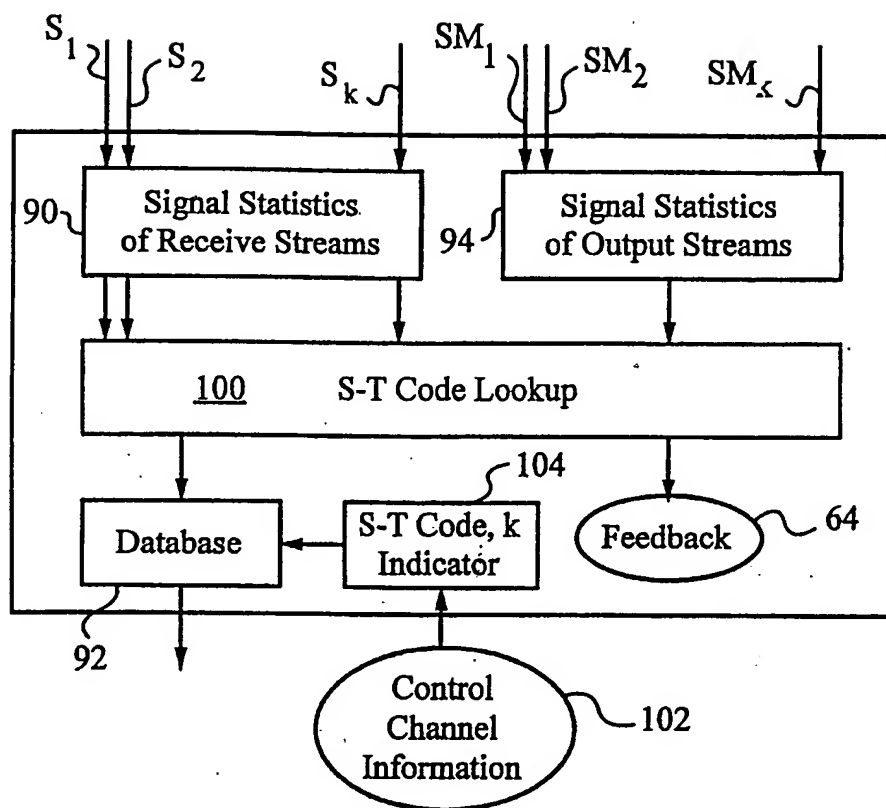 S1 S2 Sk SM1 SM2 SMk
90
Signal Statistics
of Receive Streams
94
Signal Statistics
of Output Streams
100 S-T Code Lookup
104
Database
S-T Code, k
Indicator
Feedback
64
92
Control
Channel
Information
102